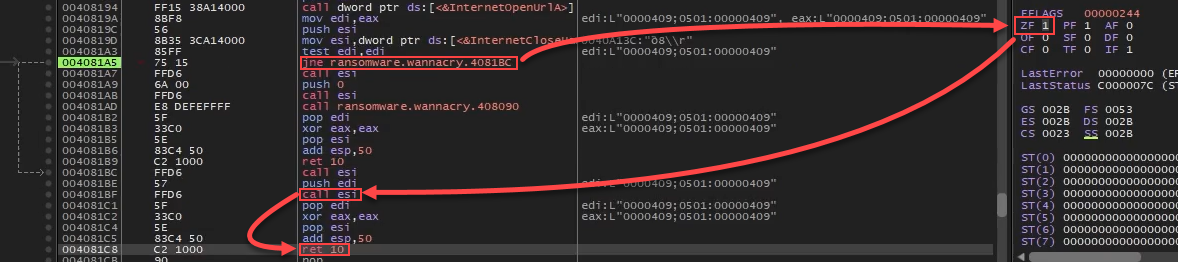 00408194 FF15 38A14000 call dword ptr ds:[<&InternetOpenUrlA>]
0040819A 8BF8 mov edi,eax edi:L"0000409;0501:00000409", eax:L"0000409;0501:00000409"
0040819C 56 push esi
0040819D 8B35 3CA14000 mov esi,dword ptr ds:[<&InternetCloseH
004081A3 85FF test edi,edi edi:L"0000409;0501:00000409"
004081A5 75 15 jne ransomware.wannacry.4081BC
004081A7 FFD6 call esi
004081A9 6A 00 push 0
004081AB FFD6 call esi
004081AD E8 DEFEFFFF call ransomware.wannacry.408090
004081B2 5F pop edi edi:L"0000409;0501:00000409"
004081B3 33C0 xor eax,eax eax:L"0000409;0501:00000409"
004081B5 5E pop esi
004081B6 83C4 50 add esp,50
004081B9 C2 1000 ret 10
004081BC FFD6 call esi
004081BE 57 push edi
004081BF FFD6 call esi
004081C1 5F pop edi edi:L"0000409;0501:00000409"
004081C2 33C0 xor eax,eax eax:L"0000409;0501:00000409"
004081C4 5E pop esi
004081C5 83C4 50 add esp,50
004081C8 C2 1000 ret 10
004081CB 90 nop
EFLAGS 00000244
ZF 1 PF 1 AF 0
OF 0 SF 0 DF 0
CF 0 TF 0 IF 1
LastError 00000000
LastStatus C000007C
GS 002B FS 0053
ES 002B DS 002B
CS 0023 SS 002B
ST(0) 0000000000000000
ST(1) 0000000000000000
ST(2) 0000000000000000
ST(3) 0000000000000000
ST(4) 0000000000000000
ST(5) 0000000000000000
ST(6) 0000000000000000
ST(7) 0000000000000000